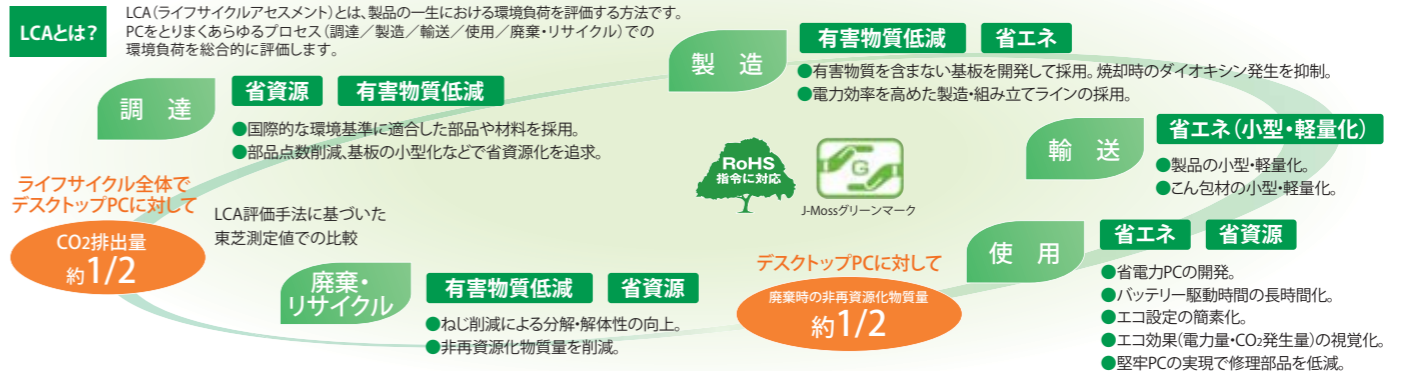 LCAとは?
LCA(ライフサイクルアセスメント)とは、製品の一生における環境負荷を評価する方法です。
PCをとりまくあらゆるプロセス(調達／製造／輸送／使用／廃棄・リサイクル)での
環境負荷を総合的に評価します。
調 達
省資源 有害物質低減
●国際的な環境基準に適合した部品や材料を採用。
●部品点数削減、基板の小型化などで省資源化を追求。
製 造
有害物質低減 省エネ
●有害物質を含まない基板を開発して採用。焼却時のダイオキシン発生を抑制。
●電力効率を高めた製造・組み立てラインの採用。
輸 送
省エネ(小型・軽量化)
●製品の小型・軽量化。
●こん包材の小型・軽量化。
RoHS
指令に対応
G
J-Mossグリーンマーク
使 用
省エネ 省資源
●省電力PCの開発。
●バッテリー駆動時間の長時間化。
●エコ設定の簡素化。
●エコ効果(電力量・CO2発生量)の視覚化。
●堅牢PCの実現で修理部品を低減。
デスクトップPCに対して
廃棄時の非再資源化物質量
約1/2
廃棄・
リサイクル
有害物質低減 省資源
●ねじ削減による分解・解体性の向上。
●非再資源化物質量を削減。
ライフサイクル全体で
デスクトップPCに対して
CO2排出量
約1/2
LCA評価手法に基づいた
東芝測定値での比較